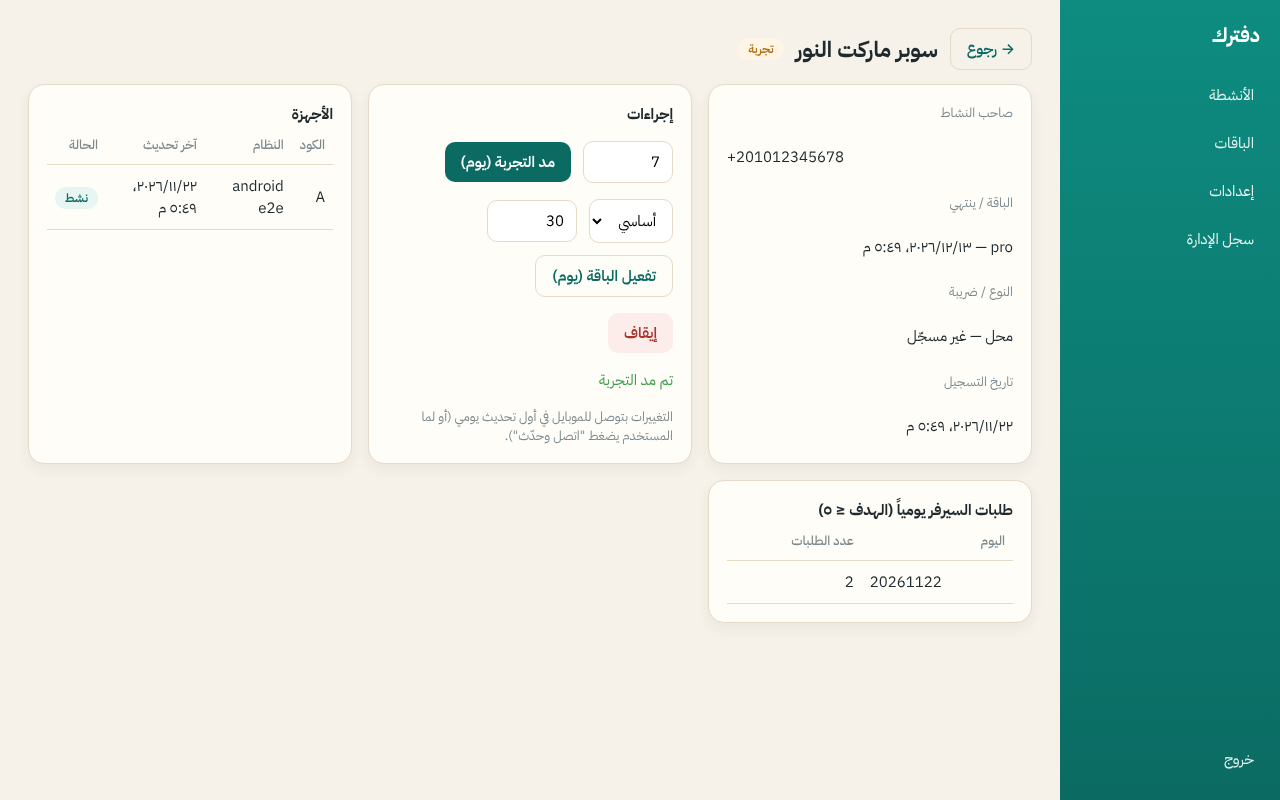 دفترك
الأنشطة
الباقات
إعدادات
سجل الإدارة
خروج
→ رجوع
سوبر ماركت النور
تجربة
صاحب النشاط
+201012345678
الباقة / ينتهي
pro — ٢٠٢٦/١٢/١٣، ٥:٤٩ م
النوع / ضريبة
محل — غير مسجّل
تاريخ التسجيل
٢٠٢٦/١١/٢٢، ٥:٤٩ م
إجراءات
7
مد التجربة (يوم)
أساسي
30
تفعيل الباقة (يوم)
إيقاف
تم مد التجربة
التغييرات بتوصل للموبايل في أول تحديث يومي (أو لما
المستخدم يضغط "اتصل وحدّث").
الأجهزة
الكود النظام آخر تحديث الحالة
A android ٢٠٢٦/١١/٢٢، نشط
e2e ٥:٤٩ م
طلبات السيرفر يومياً (الهدف ≤ ٥)
اليوم عدد الطلبات
20261122 2